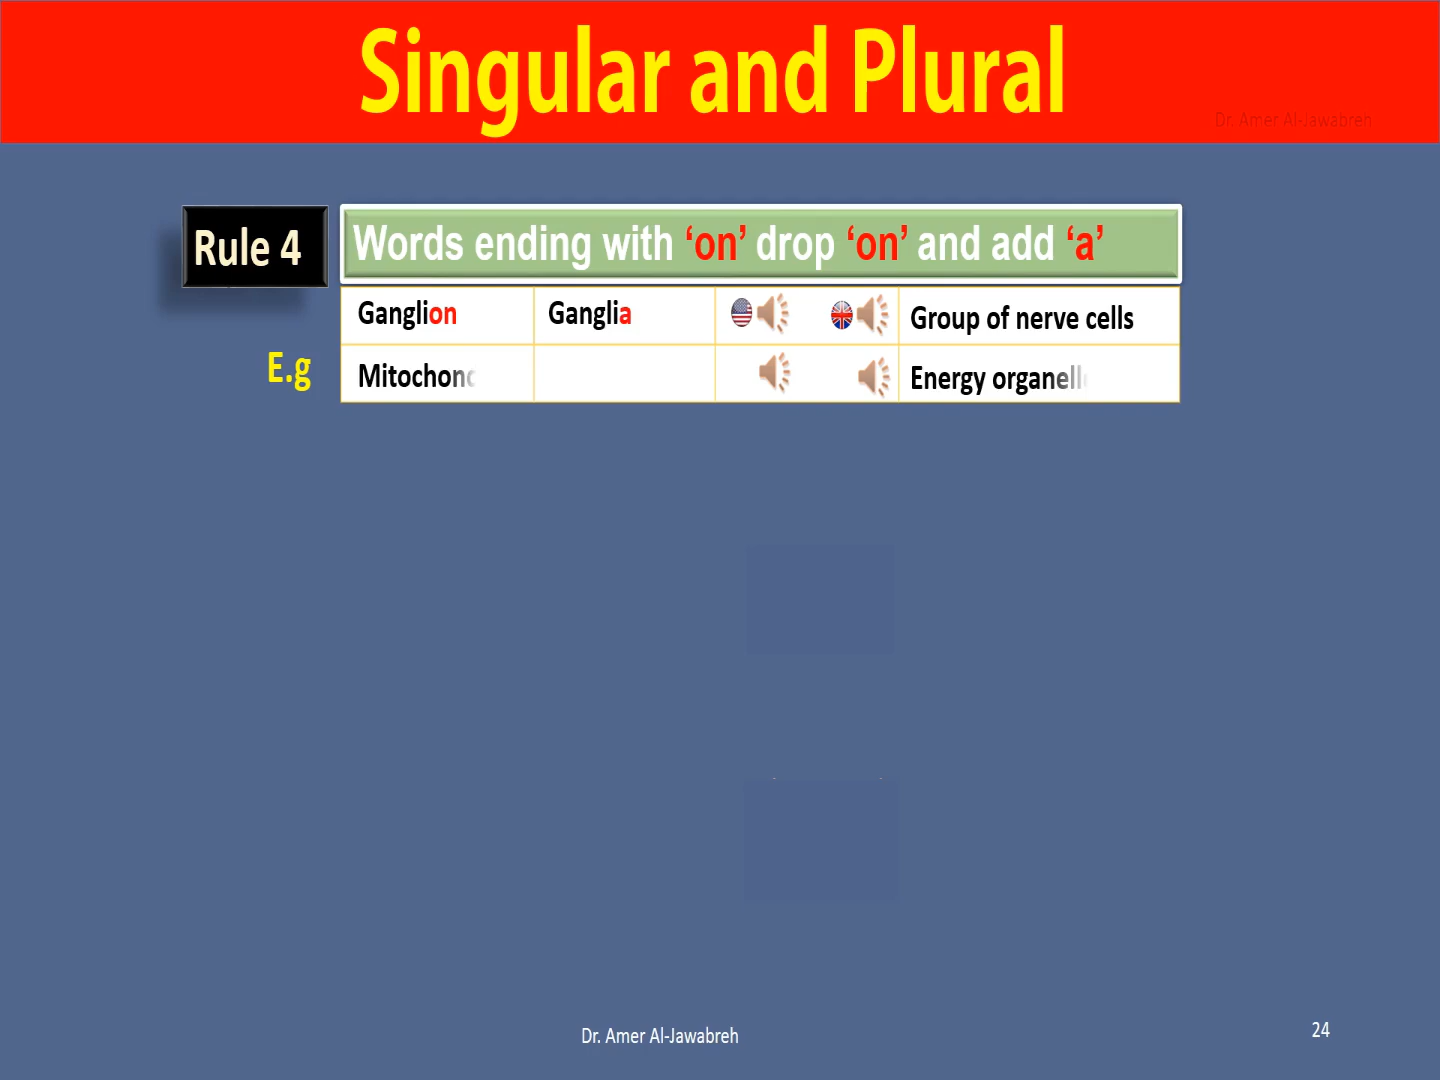 Singular and Plural
Dr. Amer Al-Jawabreh
Rule 4
Words ending with ‘on’ drop ‘on’ and add ‘a’
E.g
Ganglion Ganglia Group of nerve cells
Energy
Dr. Amer Al-Jawabreh
24